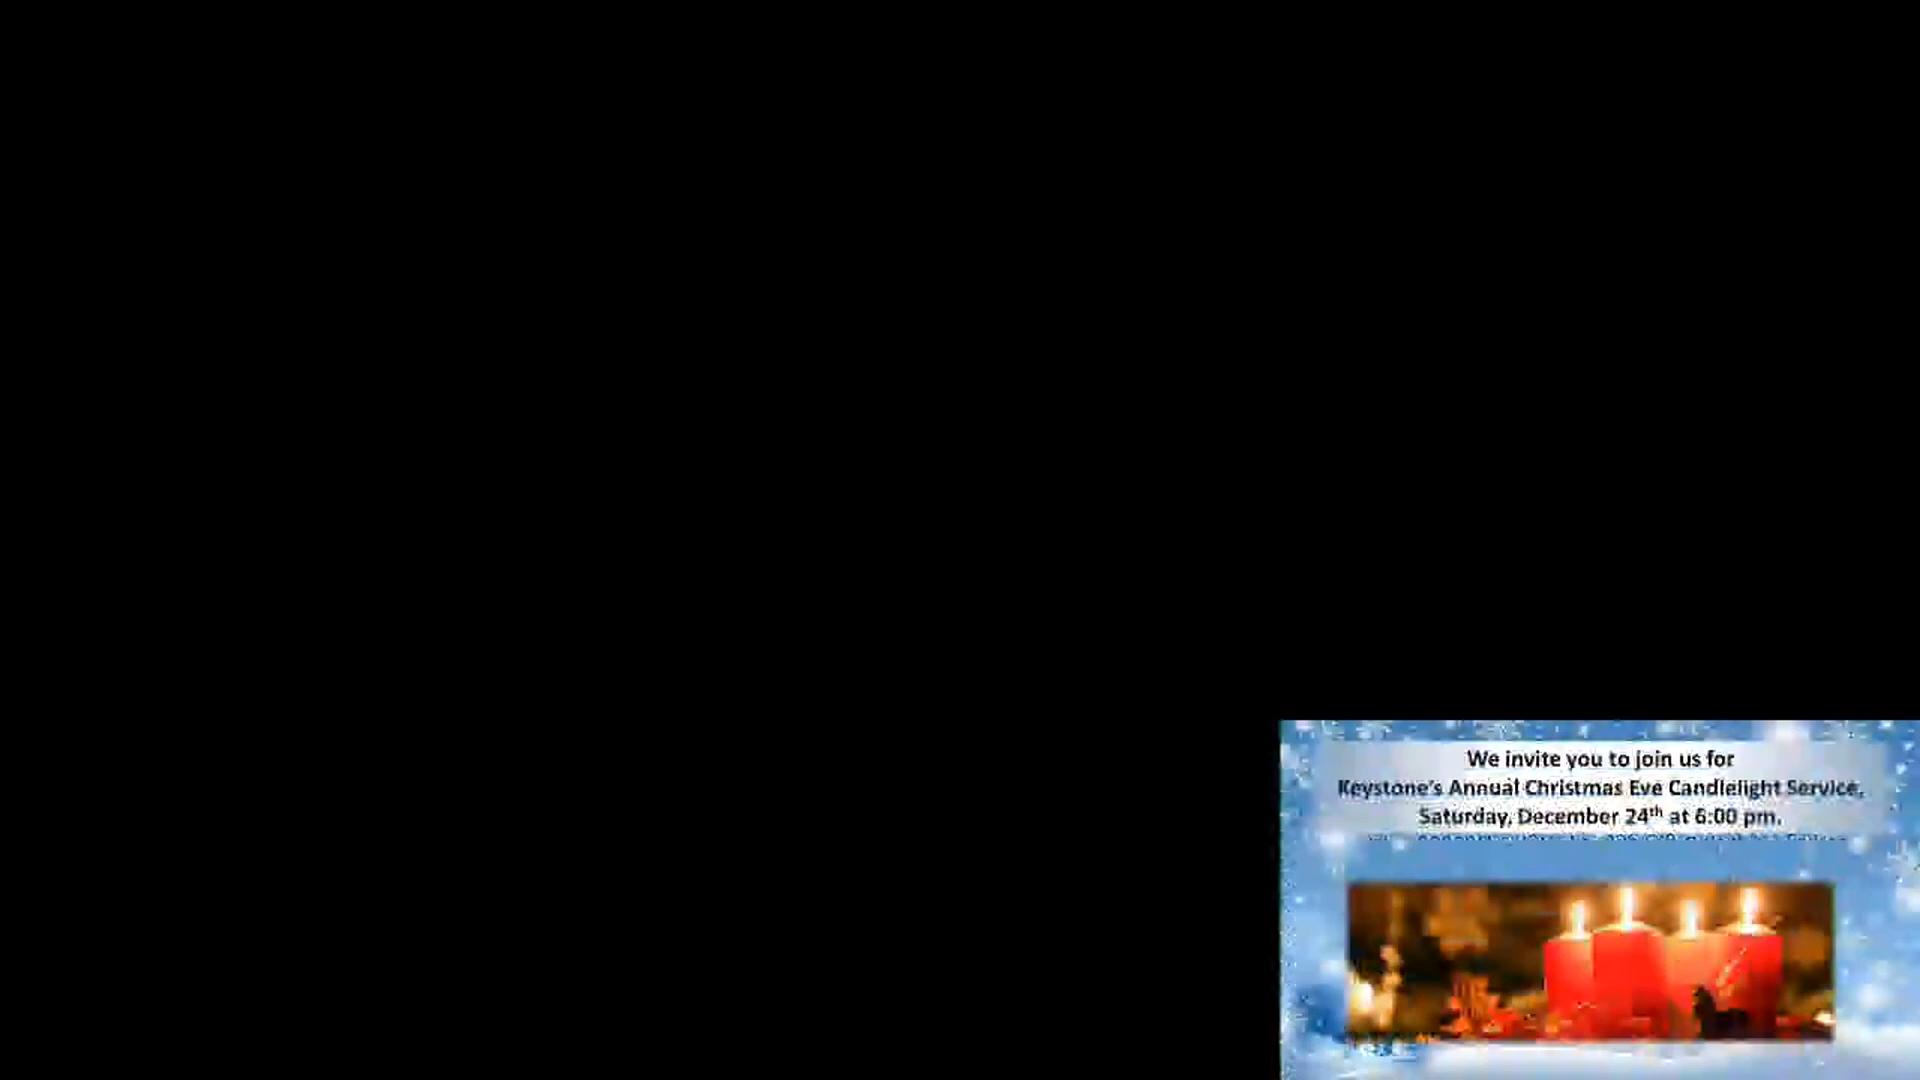 We invite you to join us for
Keystone's Annual Christmas Eve Candlelight Service,
Saturday, December 24th at 6:00 pm.